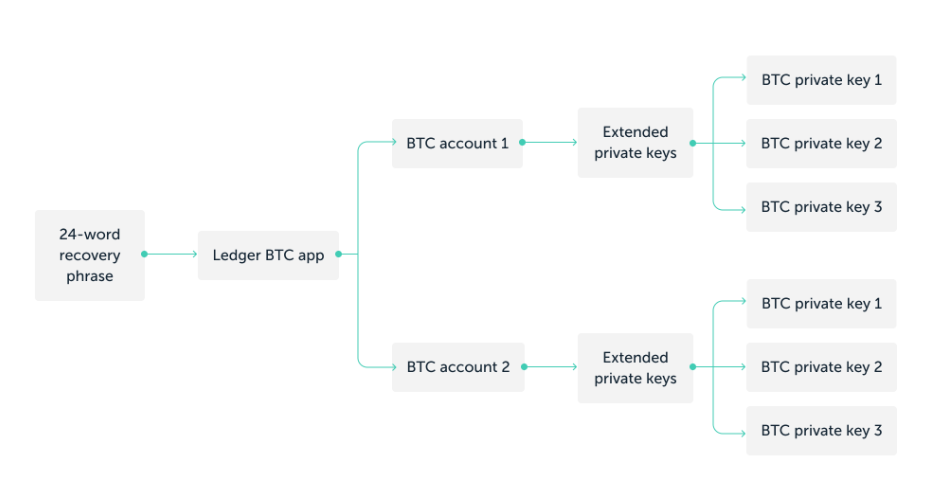 24-word
recovery
phrase
Ledger BTC app
BTC account 1
Extended
private keys
BTC private key 1
BTC private key 2
BTC private key 3
BTC account 2
Extended
private keys
BTC private key 1
BTC private key 2
BTC private key 3